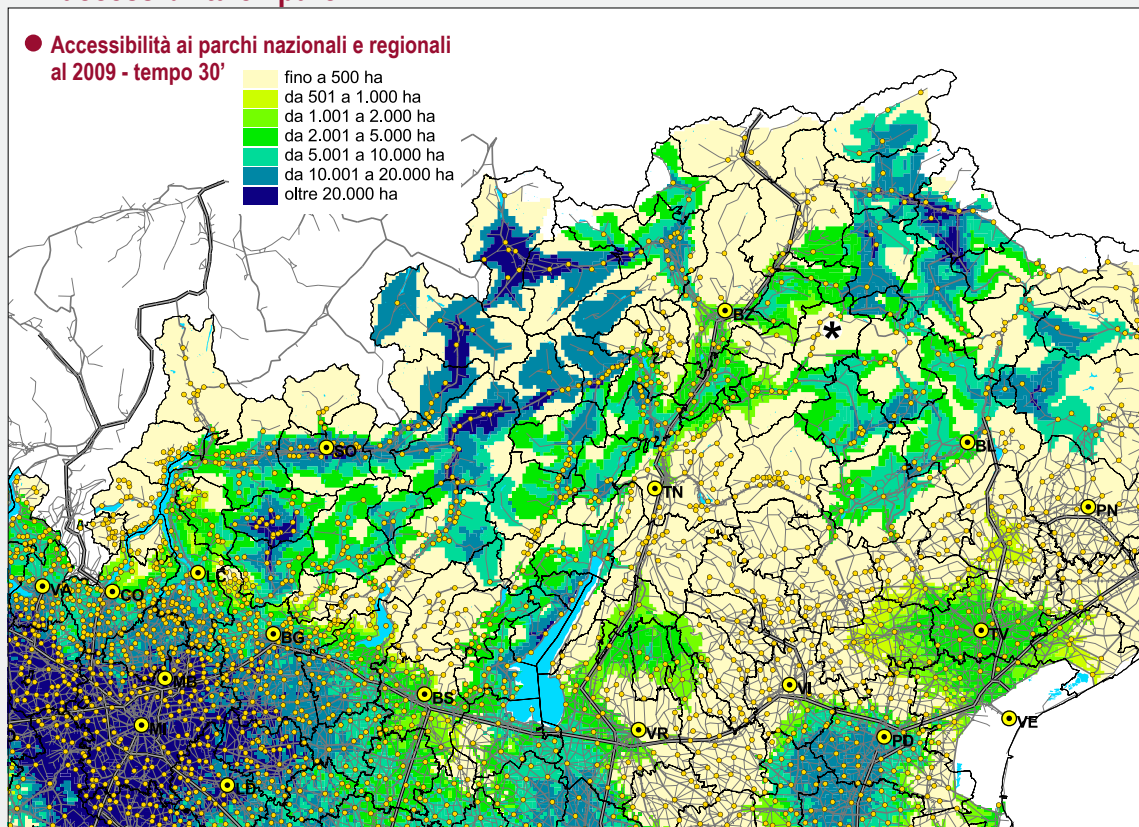 ● Accessibilità ai parchi nazionali e regionali
al 2009 - tempo 30’
fino a 500 ha
da 501 a 1.000 ha
da 1.001 a 2.000 ha
da 2.001 a 5.000 ha
da 5.001 a 10.000 ha
da 10.001 a 20.000 ha
oltre 20.000 ha
BZ
*
SO
BL
TN
PN
LC
VA
CO
BG
TV
MB
VI
BS
VE
MI
VR
PD
LO